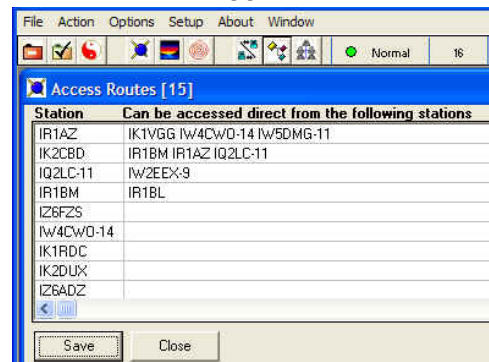 File Action Options Setup About Window
Normal 16
Access Routes [15]
Station Can be accessed direct from the following stations
IR1AZ IK1VGG IW4CWO-14 IW5DMG-11
IK2CBD IR1BM IR1AZ IQ2LC-11
IQ2LC-11 IW2EEX-9
IR1BM IR1BL
IZ6FZS
IW4CWO-14
IK1RDC
IK2DUX
IZ6ADZ
Save Close